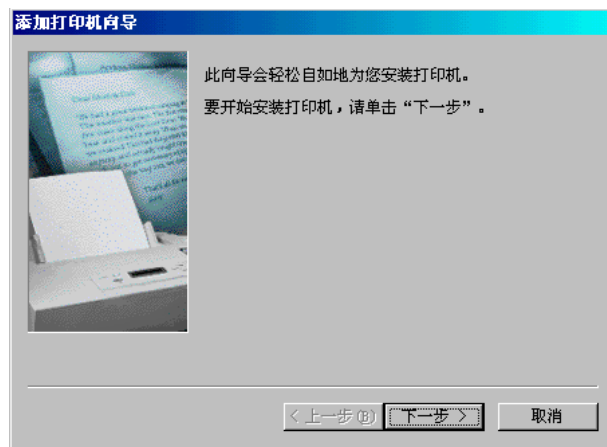 添加打印机向导
此向导会轻松自如地为您安装打印机。
要开始安装打印机，请单击“下一步”。
< 上一步(B)
下一步 >
取消